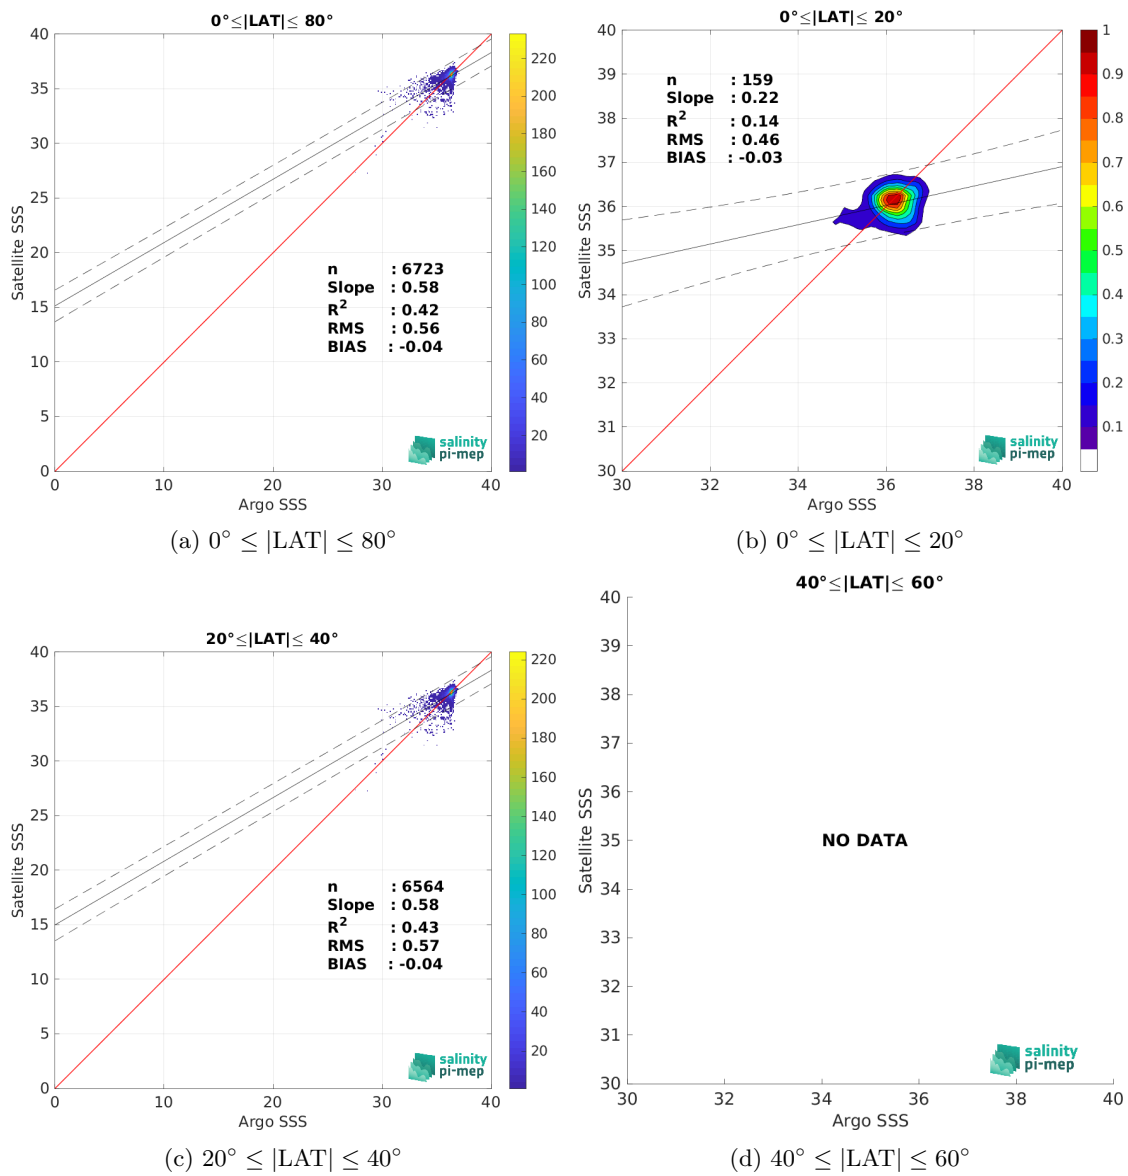 0°≤|LAT|≤ 80°
40
35
30
25
20
15
10
5
0
Satellite SSS
n : 6723
Slope : 0.58
R² : 0.42
RMS : 0.56
BIAS : -0.04
salinity
pi-mep
0 10 20 30 40
Argo SSS
220
200
180
160
140
120
100
80
60
40
20
(a) 0° ≤ |LAT| ≤ 80°
0°≤|LAT|≤ 20°
40
39
38
37
36
35
34
33
32
31
30
Satellite SSS
n : 159
Slope : 0.22
R² : 0.14
RMS : 0.46
BIAS : -0.03
salinity
pi-mep
30 32 34 36 38 40
Argo SSS
1
0.9
0.8
0.7
0.6
0.5
0.4
0.3
0.2
0.1
(b) 0° ≤ |LAT| ≤ 20°
20°≤|LAT|≤ 40°
40
35
30
25
20
15
10
5
0
Satellite SSS
n : 6564
Slope : 0.58
R² : 0.43
RMS : 0.57
BIAS : -0.04
salinity
pi-mep
0 10 20 30 40
Argo SSS
220
200
180
160
140
120
100
80
60
40
20
(c) 20° ≤ |LAT| ≤ 40°
40°≤|LAT|≤ 60°
40
39
38
37
36
35
34
33
32
31
30
Satellite SSS
NO DATA
salinity
pi-mep
30 32 34 36 38 40
Argo SSS
(d) 40° ≤ |LAT| ≤ 60°